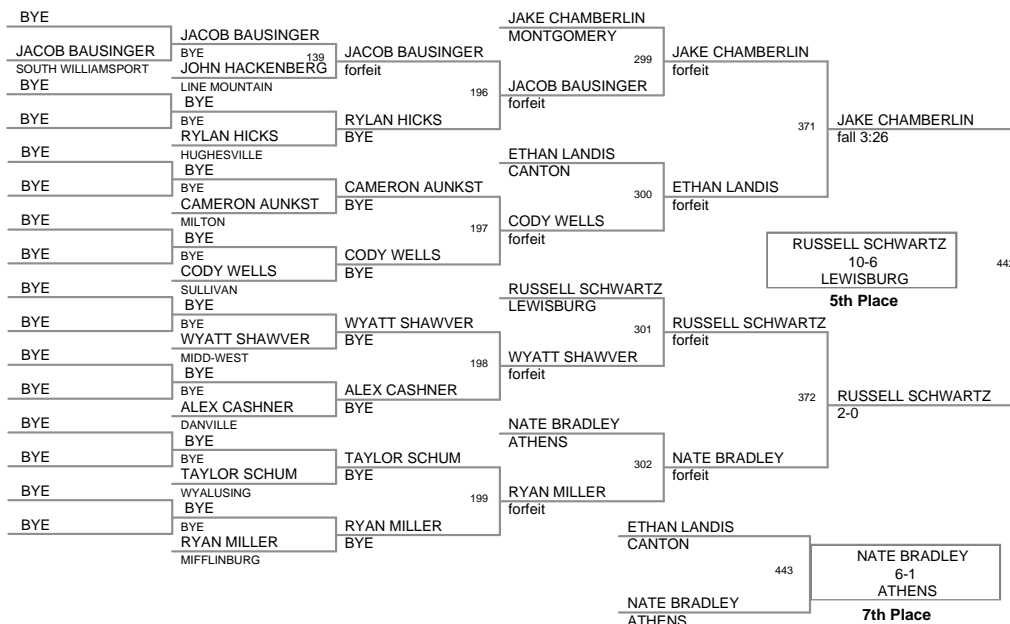 BYE
JACOB BAUSINGER
SOUTH WILLIAMSPORT
BYE
BYE
BYE
BYE
BYE
BYE
BYE
BYE
BYE
BYE
BYE
BYE
BYE
BYE
JACOB BAUSINGER
BYE
139
JOHN HACKENBERG
LINE MOUNTAIN
BYE
BYE
RYLAN HICKS
HUGHESVILLE
BYE
BYE
CAMERON AUNKST
MILTON
BYE
BYE
CODY WELLS
SULLIVAN
BYE
BYE
WYATT SHAWVER
MIDD-WEST
BYE
BYE
ALEX CASHNER
DANVILLE
BYE
BYE
TAYLOR SCHUM
WYALUSING
BYE
BYE
RYAN MILLER
MIFFLINBURG
JACOB BAUSINGER
forfeit
196
RYLAN HICKS
BYE
CAMERON AUNKST
BYE
197
CODY WELLS
BYE
WYATT SHAWVER
BYE
198
ALEX CASHNER
BYE
TAYLOR SCHUM
BYE
199
RYAN MILLER
BYE
JAKE CHAMBERLIN
MONTGOMERY
299
JACOB BAUSINGER
forfeit
ETHAN LANDIS
CANTON
300
CODY WELLS
forfeit
RUSSELL SCHWARTZ
LEWISBURG
301
WYATT SHAWVER
forfeit
NATE BRADLEY
ATHENS
302
RYAN MILLER
forfeit
JAKE CHAMBERLIN
forfeit
371
ETHAN LANDIS
forfeit
RUSSELL SCHWARTZ
forfeit
372
NATE BRADLEY
forfeit
JAKE CHAMBERLIN
fall 3:26
RUSSELL SCHWARTZ
10-6
LEWISBURG
5th Place
RUSSELL SCHWARTZ
2-0
ETHAN LANDIS
CANTON
443
NATE BRADLEY
ATHENS
NATE BRADLEY
6-1
ATHENS
7th Place